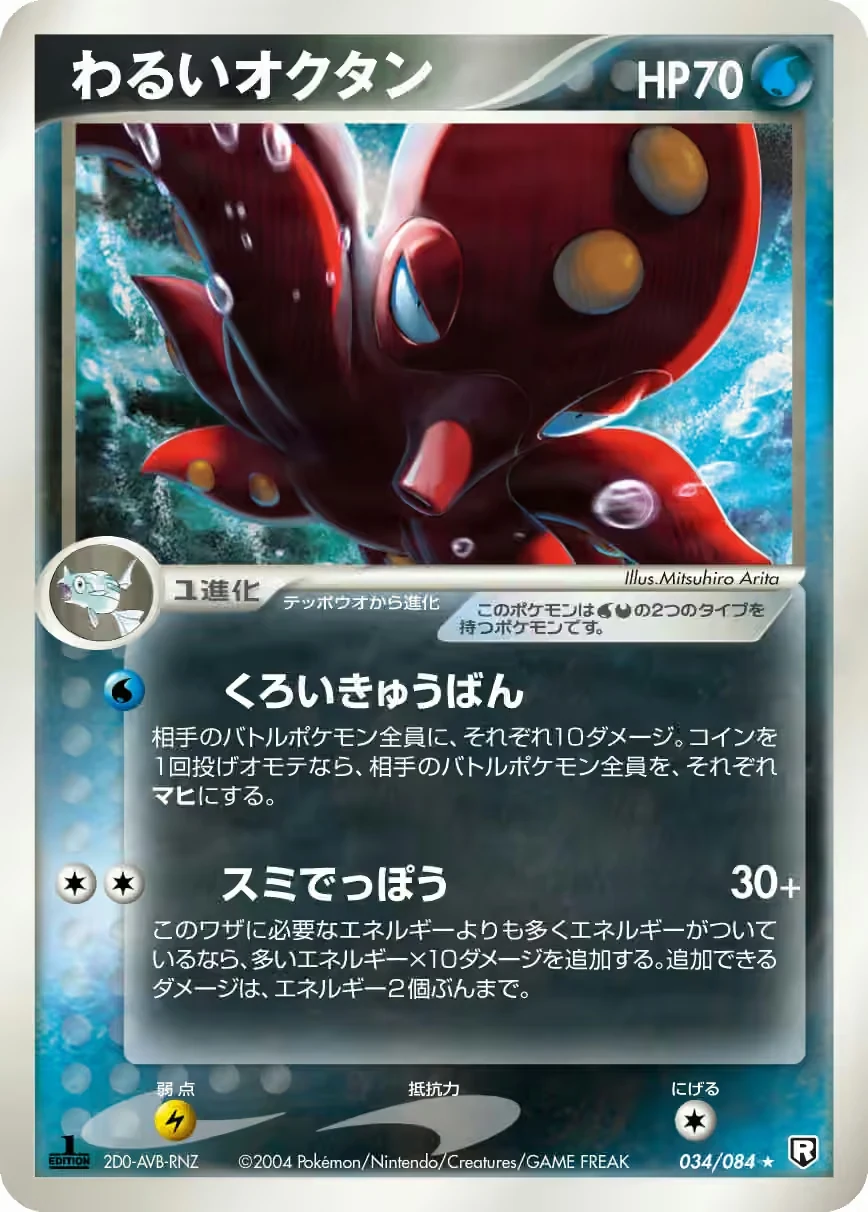 わるいオクタン HP70
Illus.Mitsuhiro Arita
1進化 テッポウオから進化
このポケモンはの2つのタイプを
持つポケモンです。
くろいきゅうばん
相手のバトルポケモン全員に、それぞれ10ダメージ。コインを
1回投げオモテなら、相手のバトルポケモン全員を、それぞれ
マヒにする。
スミでっぽう 30+
このワザに必要なエネルギーよりも多くエネルギーがついて
いるなら、多いエネルギー×10ダメージを追加する。追加できる
ダメージは、エネルギー2個ぶんまで。
弱点 抵抗力 にげる
1 EDITION 2D0-AVB-RNZ ©2004 Pokémon/Nintendo/Creatures/GAME FREAK 034/084 ★ R